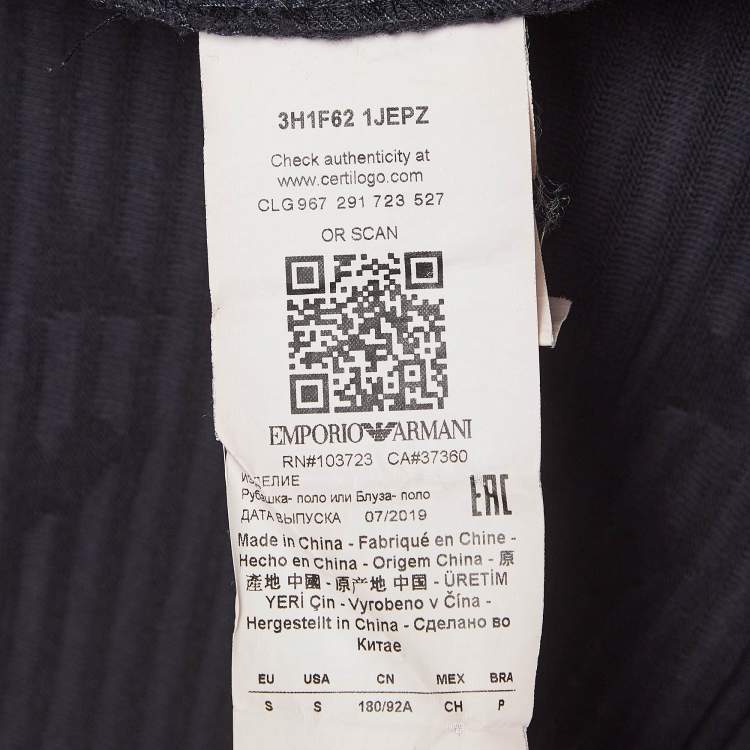 3H1F62 1JEPZ
Check authenticity at
www.certilogo.com
CLG 967 291 723 527
OR SCAN
EMPORIO ARMANI
RN#103723 CA#37360
ИЗДЕЛИЕ
Рубашка- поло или Блуза- поло
ДАТА ВЫПУСКА 07/2019
EAC
Made in China - Fabriqué en Chine -
Hecho en China - Origem China - 原
產地 中國 - 原产地 中国 - ÜRETİM
YERİ Çin - Vyrobeno v Čína -
Hergestellt in China - Сделано во
Китае
EU USA CN MEX BRA
S S 180/92A CH P